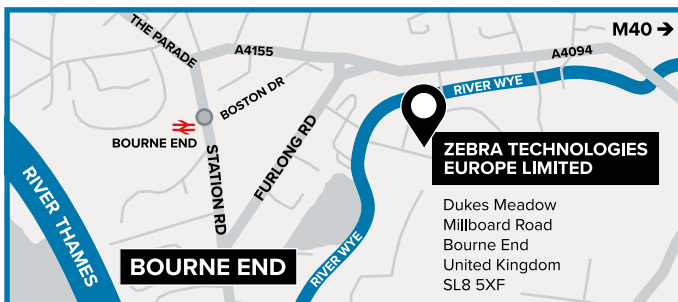 M40 →
THE PARADE
A4155
A4094
BOSTON DR
RIVER WYE
BOURNE END
ZEBRA TECHNOLOGIES
EUROPE LIMITED
FURLONG RD
STATION RD
RIVER THAMES
Dukes Meadow
Millboard Road
Bourne End
United Kingdom
SL8 5XF
RIVER WYE
BOURNE END